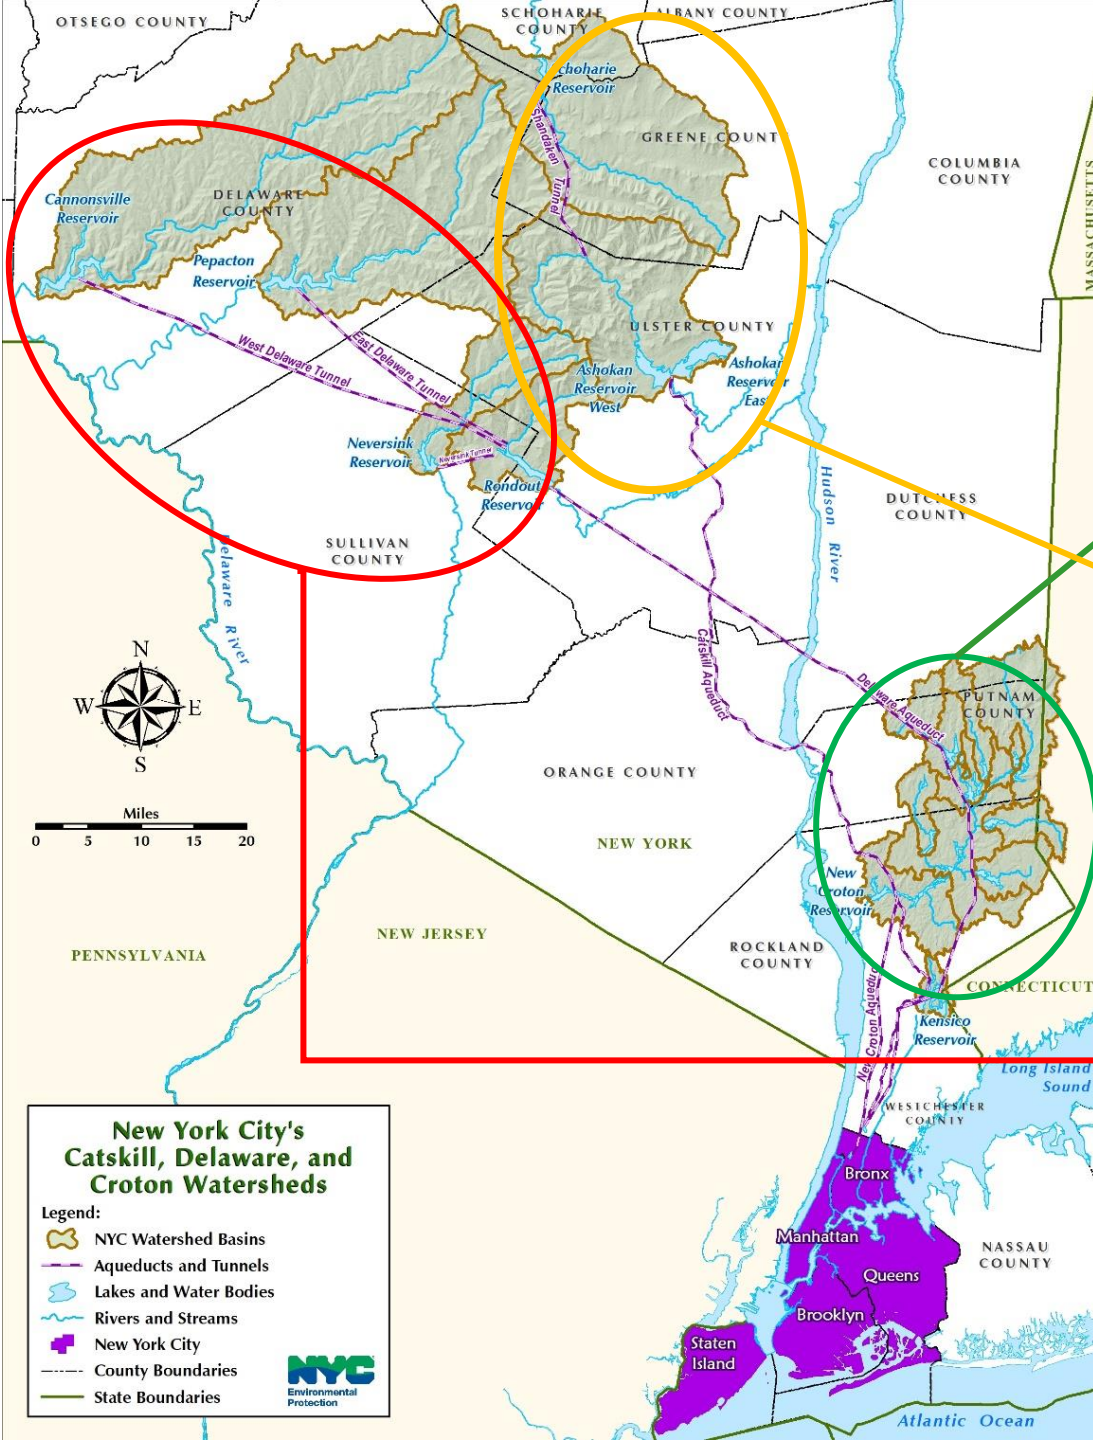 OTSEGO COUNTY
SCHOHARIE
COUNTY
ALBANY COUNTY
Schoharie
Reservoir
Shandaken Tunnel
GREENE COUNTY
COLUMBIA
COUNTY
MASSACHUSETTS
Cannonsville
Reservoir
DELAWARE
COUNTY
Pepacton
Reservoir
ULSTER COUNTY
West Delaware Tunnel
East Delaware Tunnel
Ashokan
Reservoir
West
Ashokan
Reservoir
East
Neversink
Reservoir
Neversink Tunnel
Rondout
Reservoir
Hudson River
DUTCHESS
COUNTY
SULLIVAN
COUNTY
Delaware River
N
W
E
S
Catskill Aqueduct
Delaware Aqueduct
PUTNAM
COUNTY
ORANGE COUNTY
Miles
0 5 10 15 20
NEW YORK
New
Croton
Reservoir
NEW JERSEY
ROCKLAND
COUNTY
PENNSYLVANIA
CONNECTICUT
New Croton Aqueduct
Kensico
Reservoir
Long Island
Sound
WESTCHESTER
COUNTY
New York City's
Catskill, Delaware, and
Croton Watersheds
Legend:
NYC Watershed Basins
Aqueducts and Tunnels
Lakes and Water Bodies
Rivers and Streams
New York City
County Boundaries
State Boundaries
NYC
Environmental
Protection
Bronx
Manhattan
Queens
Brooklyn
Staten
Island
NASSAU
COUNTY
Atlantic Ocean